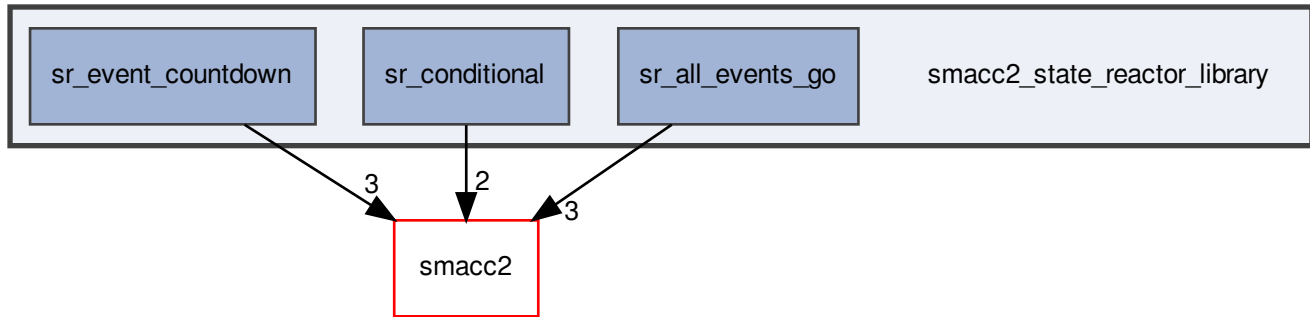 sr_event_countdown
sr_conditional
sr_all_events_go
smacc2_state_reactor_library
3
2
3
smacc2